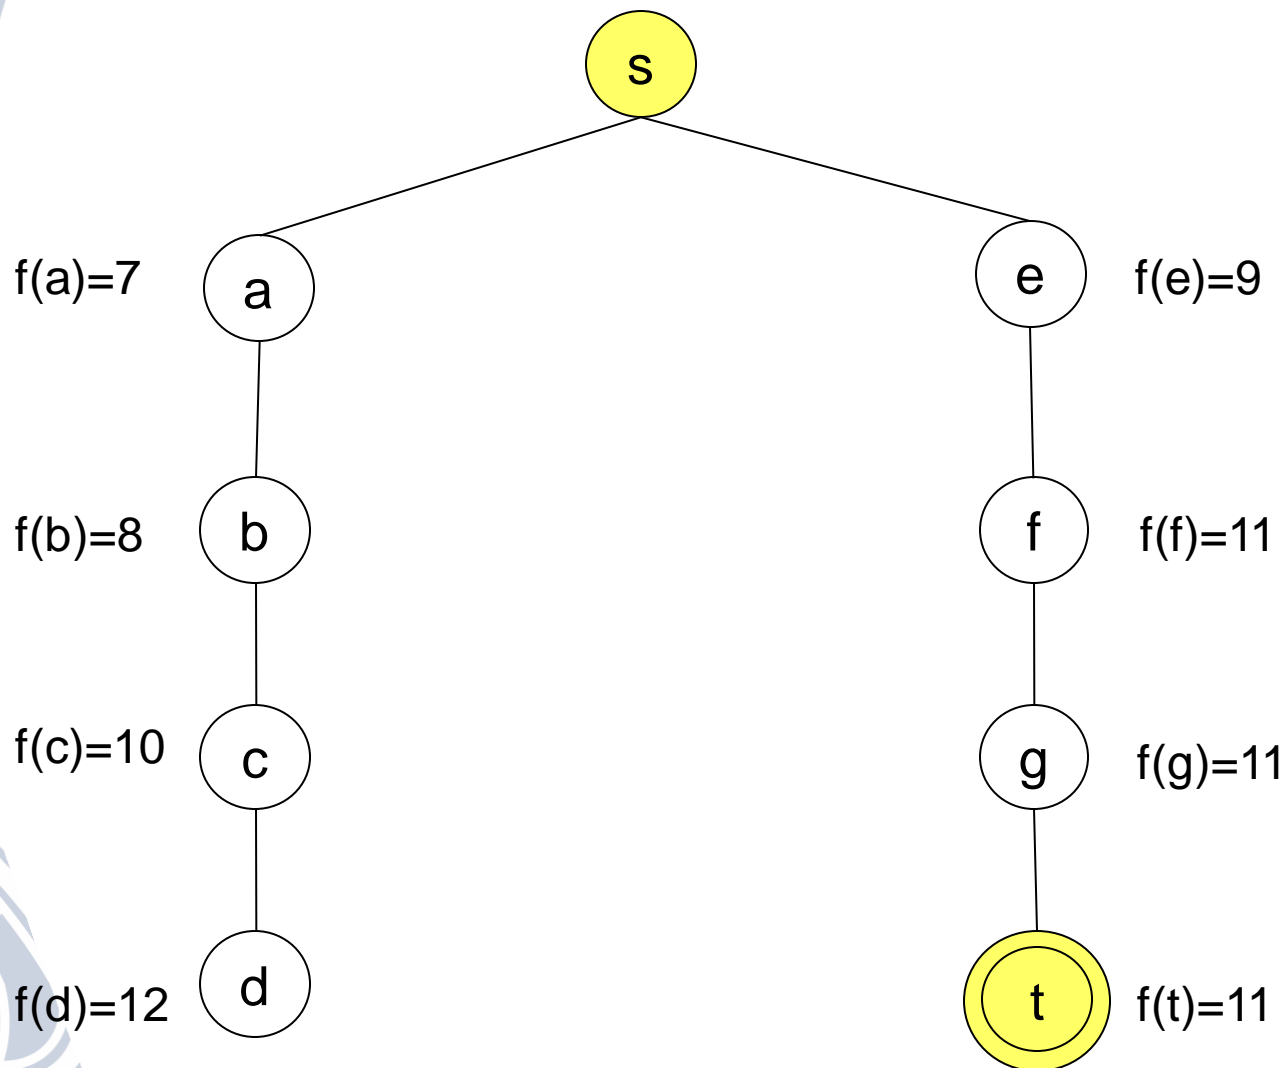 s
f(a)=7
a
e
f(e)=9
f(b)=8
b
f
f(f)=11
f(c)=10
c
g
f(g)=11
f(d)=12
d
t
f(t)=11